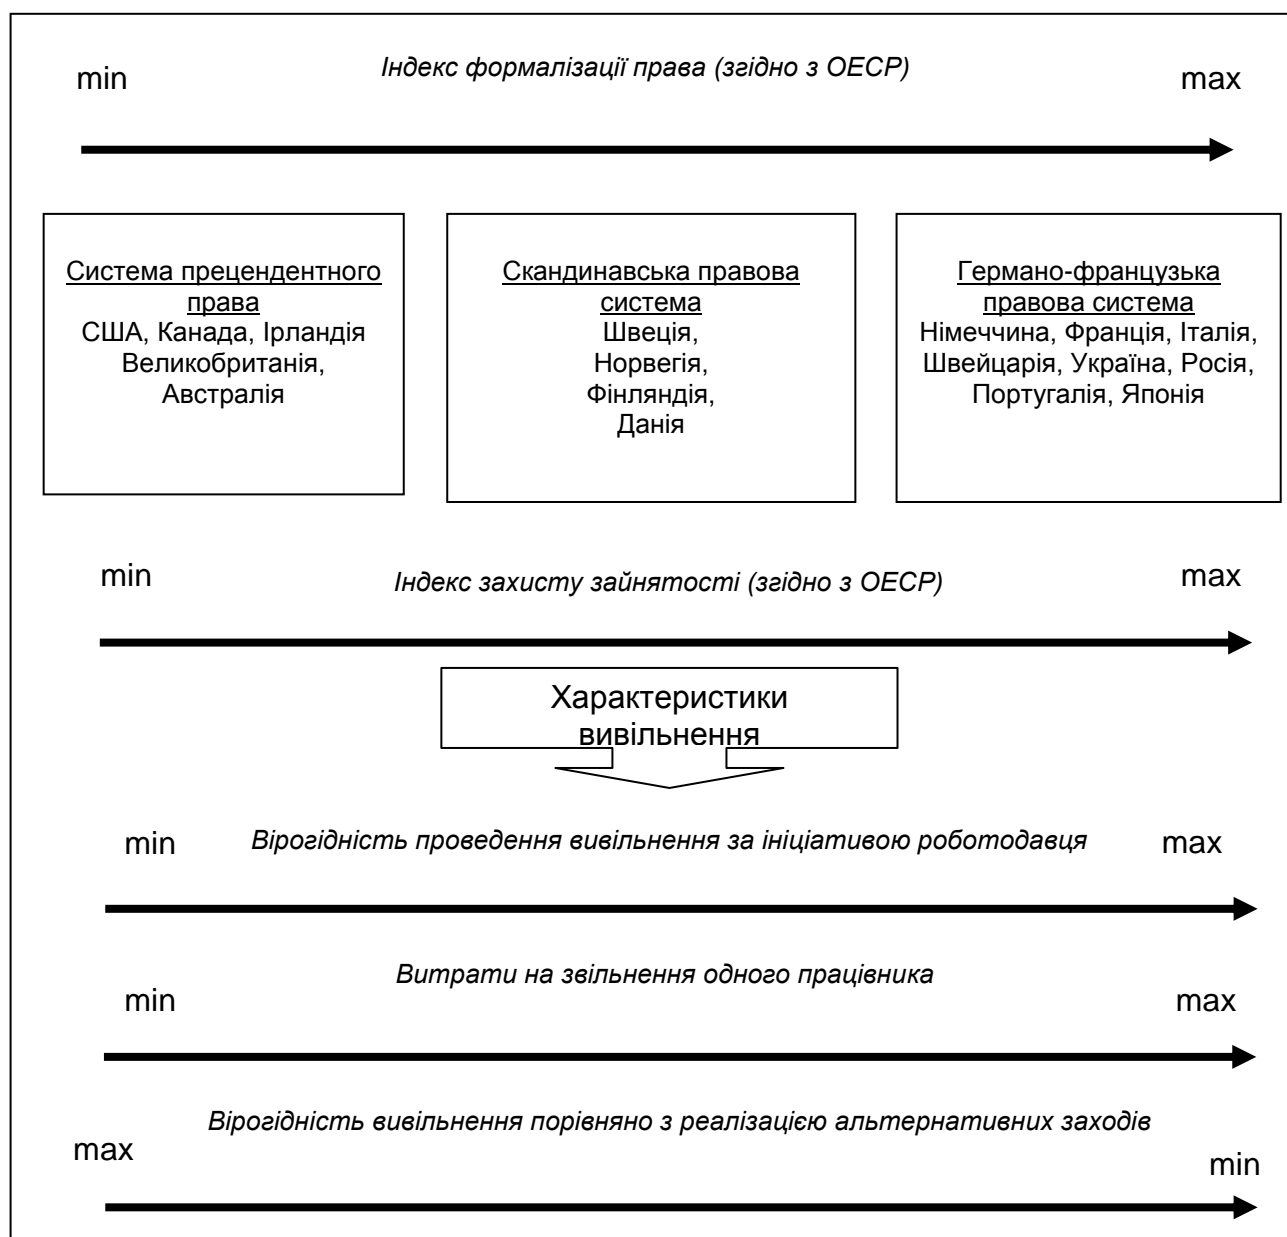 Індекс формалізації права (згідно з ОЕСР)
min
max
Система прецендентного
права
США, Канада, Ірландія
Великобританія,
Австралія
Скандинавська правова
система
Швеція,
Норвегія,
Фінляндія,
Данія
Германо-французька
правова система
Німеччина, Франція, Італія,
Швейцарія, Україна, Росія,
Португалія, Японія
min
Індекс захисту зайнятості (згідно з ОЕСР)
max
Характеристики
вивільнення
min
Вірогідність проведення вивільнення за ініціативою роботодавця
max
Витрати на звільнення одного працівника
min
max
Вірогідність вивільнення порівняно з реалізацією альтернативних заходів
max
min